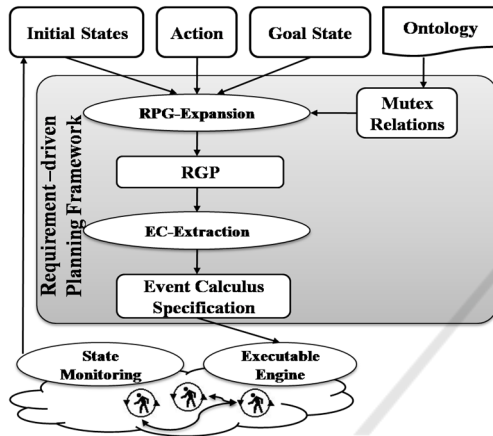 Initial States
Action
Goal State
Ontology
RPG-Expansion
Mutex
Relations
RGP
EC-Extraction
Event Calculus
Specification
Requirement–driven
Planning Framework
State
Monitoring
Executable
Engine